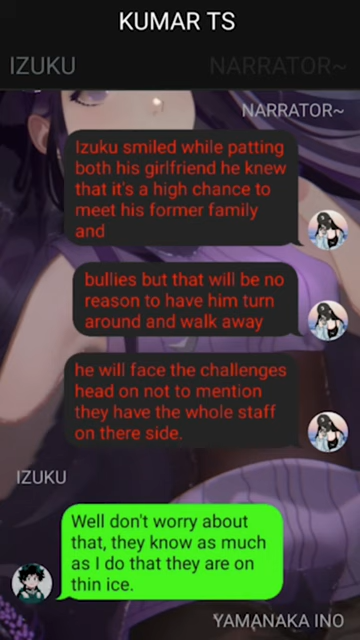 KUMAR TS
IZUKU
NARRATOR~
NARRATOR~
Izuku smiled while patting
both his girlfriend he knew
that it's a high chance to
meet his former family
and
bullies but that will be no
reason to have him turn
around and walk away
he will face the challenges
head on not to mention
they have the whole staff
on there side.
IZUKU
Well don't worry about
that, they know as much
as I do that they are on
thin ice.
YAMANAKA INO